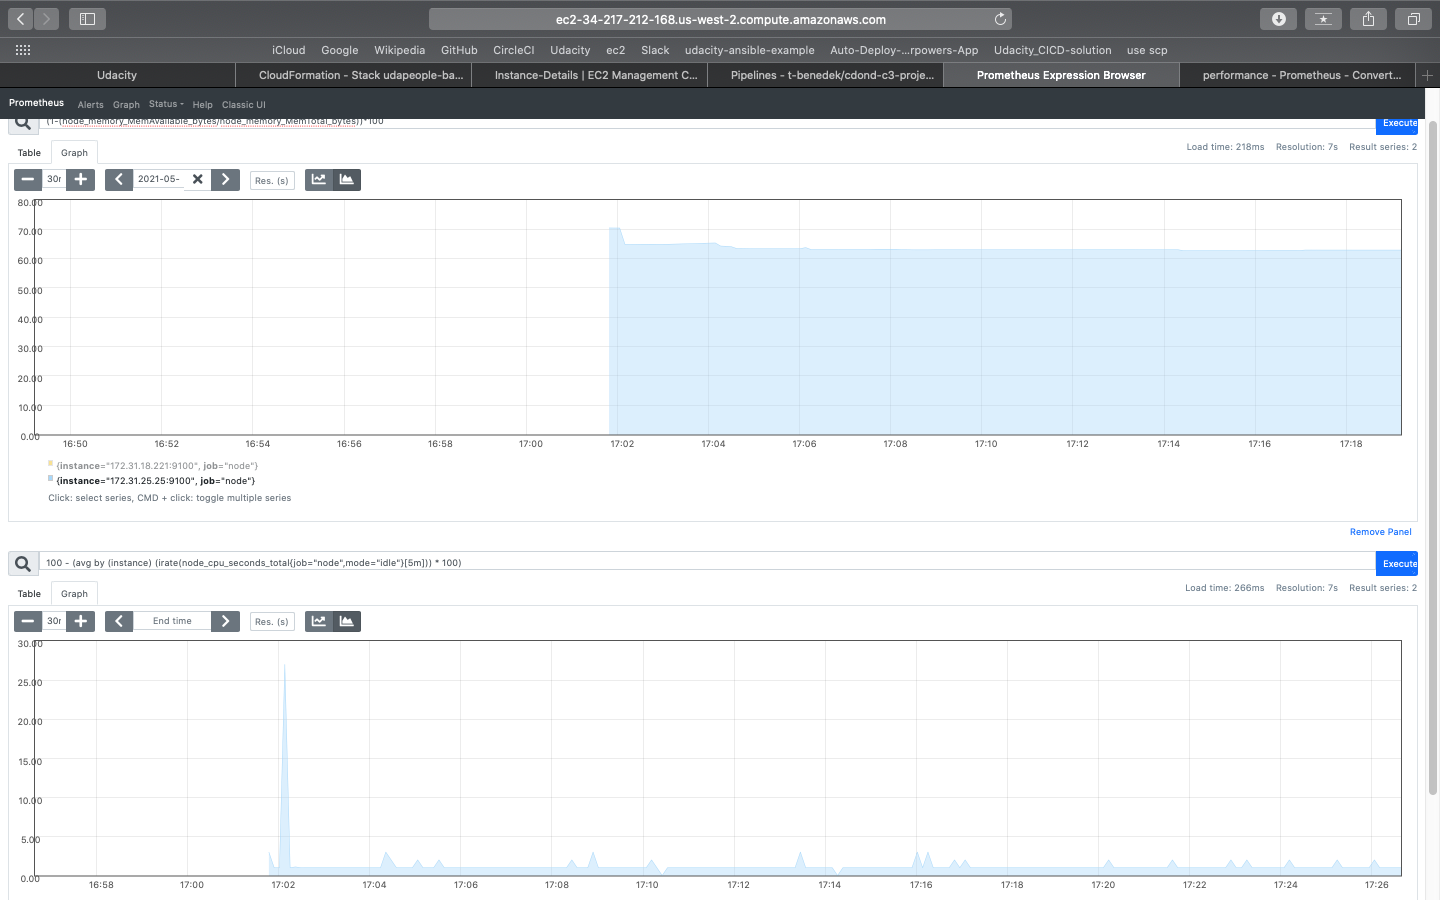 ec2-34-217-212-168.us-west-2.compute.amazonaws.com
iCloud Google Wikipedia GitHub CircleCI Udacity ec2 Slack udacity-ansible-example Auto-Deploy-...rpowers-App Udacity_CICD-solution use scp
Udacity CloudFormation - Stack udapeople-ba... Instance-Details | EC2 Management C... Pipelines - t-benedek/cdond-c3-proje... Prometheus Expression Browser performance - Prometheus - Convert...
Prometheus Alerts Graph Status Help Classic UI
(1-(node_memory_MemAvailable_bytes/node_memory_MemTotal_bytes))*100 Execute
Table Graph Load time: 218ms Resolution: 7s Result series: 2
30r 2021-05- Res. (s)
80.00
70.00
60.00
50.00
40.00
30.00
20.00
10.00
0.00
16:50 16:52 16:54 16:56 16:58 17:00 17:02 17:04 17:06 17:08 17:10 17:12 17:14 17:16 17:18
{instance="172.31.18.221:9100", job="node"}
{instance="172.31.25.25:9100", job="node"}
Click: select series, CMD + click: toggle multiple series
Remove Panel
100 - (avg by (instance) (irate(node_cpu_seconds_total{job="node",mode="idle"}[5m])) * 100) Execute
Table Graph Load time: 266ms Resolution: 7s Result series: 2
30r End time Res. (s)
30.00
25.00
20.00
15.00
10.00
5.00
0.00
16:58 17:00 17:02 17:04 17:06 17:08 17:10 17:12 17:14 17:16 17:18 17:20 17:22 17:24 17:26